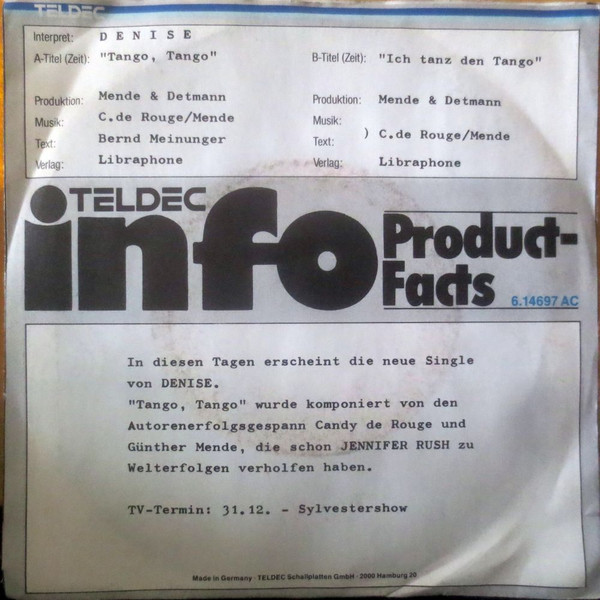 TELDEC
Interpret: DENISE
A-Titel (Zeit): "Tango, Tango"
B-Titel (Zeit): "Ich tanz den Tango"
Produktion: Mende & Detmann
Musik: C.de Rouge/Mende
Text: Bernd Meinunger
Verlag: Libraphone
Produktion: Mende & Detmann
Musik:
Text: ) C.de Rouge/Mende
Verlag: Libraphone
TELDEC
info
Product-
Facts
6.14697 AC
In diesen Tagen erscheint die neue Single
von DENISE.
"Tango, Tango" wurde komponiert von den
Autorenerfolgsgespann Candy de Rouge und
Günther Mende, die schon JENNIFER RUSH zu
Welterfolgen verholfen haben.
TV-Termin: 31.12. - Sylvestershow
Made in Germany · TELDEC Schallplatten GmbH · 2000 Hamburg 20